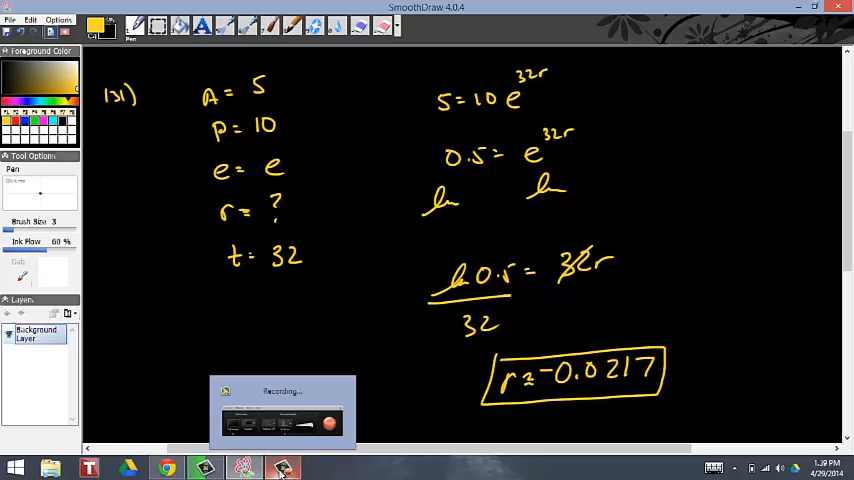 SmoothDraw 4.0.4
File Edit Options
Pen
Foreground Color
Tool Options
Pen
Brush Size 3
Ink Flow 60 %
Dab
Layers
Background
Layer
131)
A = 5
P = 10
e = e
r = ?
t = 32
5 = 10 e^32r
0.5 = e^32r
ln ln
ln 0.5 = 32r
32
r = -0.0217
Recording...
1:39 PM
4/29/2014